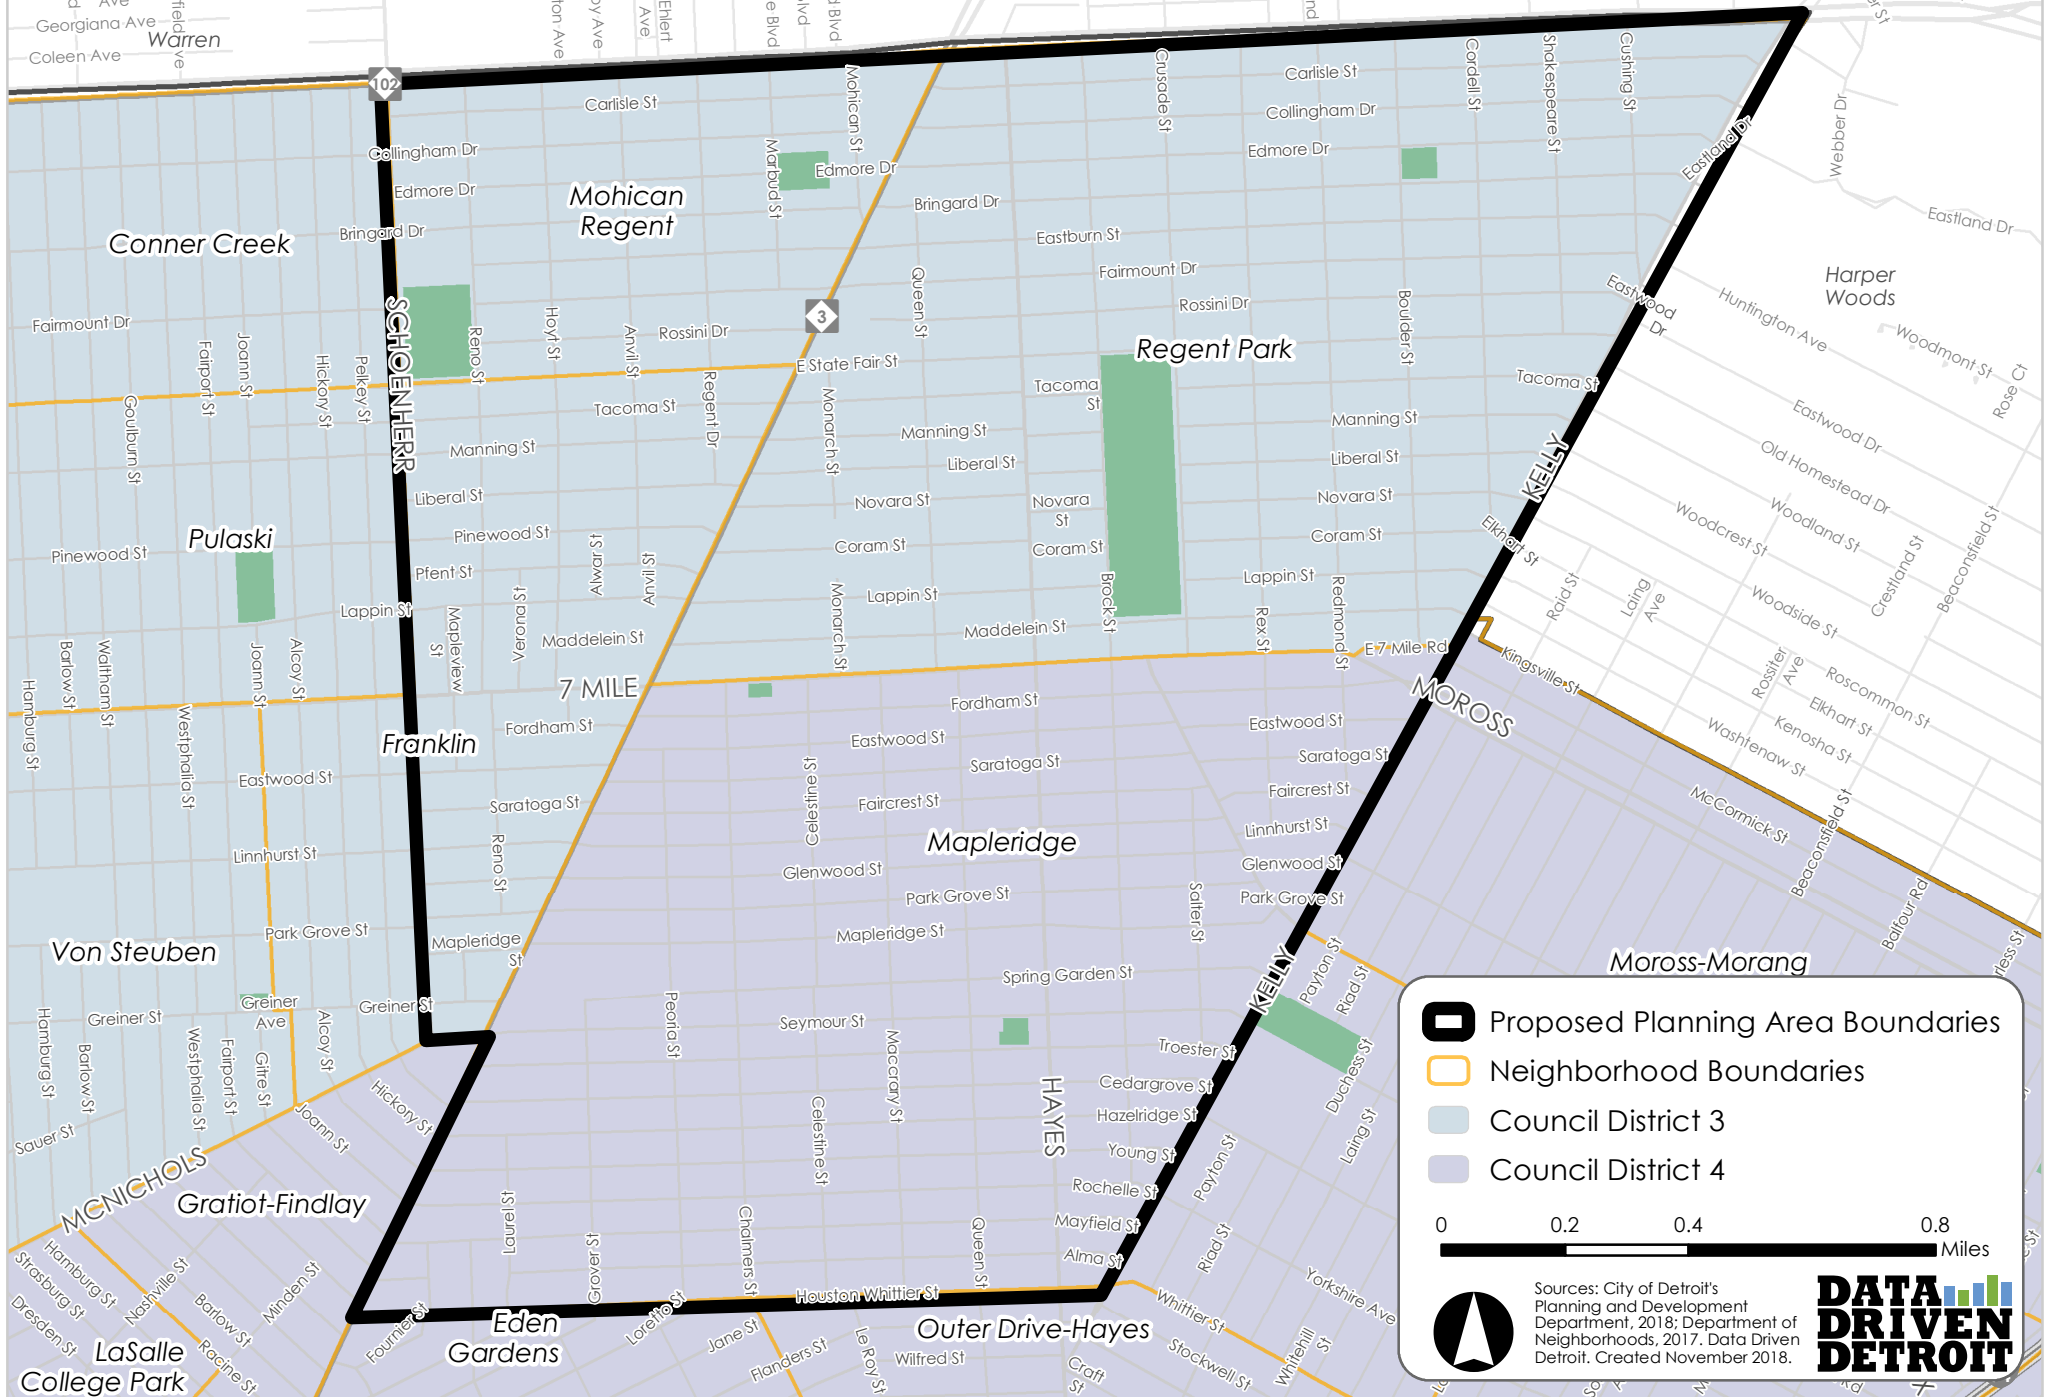 Ave
Georgiana Ave
Warren
Coleen Ave
102
Carlisle St
Mohican St
Crusade St
Carlisle St
Cordell St
Shakespeare St
Cushing St
Collingham Dr
Edmore Dr
Webber Dr
Eastland Dr
Collingham Dr
Edmore Dr
Marbud St
Edmore Dr
Mohican
Regent
Bringard Dr
Bringard Dr
Conner Creek
Eastburn St
Fairmount Dr
Eastland Dr
Harper
Woods
Eastwood
Dr
Huntington Ave
Woodmont St
Rose Ct
SCHOENHERR
Fairmount Dr
Fairport St
Joann St
Hickory St
Pelkey St
Reno St
Hoyt St
Anvil St
Rossini Dr
3
Queen St
Rossini Dr
Boulder St
Regent Park
E State Fair St
Goulburn St
Tacoma St
Regent Dr
Monarch St
Tacoma
St
Tacoma St
Manning St
Manning St
Manning St
Eastwood Dr
Old Homestead Dr
Liberal St
Liberal St
Liberal St
KELLY
Novara St
Novara
St
Novara St
Woodcrest St
Woodland St
Beaconsfield St
Crestland St
Pulaski
Pinewood St
Pinewood St
Coram St
Coram St
Coram St
Elkhart St
Pfent St
Verona St
Alwar St
Anvil St
Lappin St
Mapleview
St
Lappin St
Monarch St
Brock St
Lappin St
Rex St
Redmond St
Raid St
Laing
Ave
Woodside St
Maddelein St
Maddelein St
E 7 Mile Rd
Kingsville St
Rossiter
Ave
Roscommon St
Elkhart St
Kenosha St
Washtenaw St
Hamburg St
Barlow St
Waltham St
Westphalia St
Joann St
Alcoy St
7 MILE
MOROSS
Fordham St
Fordham St
Franklin
Eastwood St
Eastwood St
Eastwood St
Saratoga St
Saratoga St
Saratoga St
Celestine St
Faircrest St
Faircrest St
McCormick St
Beaconsfield St
Linnhurst St
Reno St
Mapleridge
Linnhurst St
Glenwood St
Glenwood St
Park Grove St
Park Grove St
Park Grove St
Salter St
Balfour Rd
Von Steuben
Mapleridge
St
Mapleridge St
KELLY
Payton St
Riad St
Moross-Morang
Spring Garden St
Greiner St
Greiner
Ave
Greiner St
Hamburg St
Barlow St
Westphalia St
Fairport St
Gitre St
Alcoy St
Peoria St
Seymour St
Maccrary St
Troester St
Duchess St
Hickory St
Joann St
Sauer St
MCNICHOLS
Gratiot-Findlay
Celestine St
HAYES
Cedargrove St
Hazelridge St
Young St
Rochelle St
Mayfield St
Alma St
Payton St
Laing St
Riad St
Laurel St
Grover St
Chalmers St
Queen St
Houston Whittier St
Strasburg St
Hamburg St
Nashville St
Barlow St
Minden St
Dresden St
Racine St
Fournier St
LaSalle
College Park
Eden
Gardens
Loretto St
Jane St
Flanders St
Le Roy St
Outer Drive-Hayes
Wilfred St
Craft
St
Whittier St
Stockwell St
Whitehill
St
Yorkshire Ave
Proposed Planning Area Boundaries
Neighborhood Boundaries
Council District 3
Council District 4
0 0.2 0.4 0.8
Miles
Sources: City of Detroit's
Planning and Development
Department, 2018; Department of
Neighborhoods, 2017. Data Driven
Detroit. Created November 2018.
DATA
DRIVEN
DETROIT